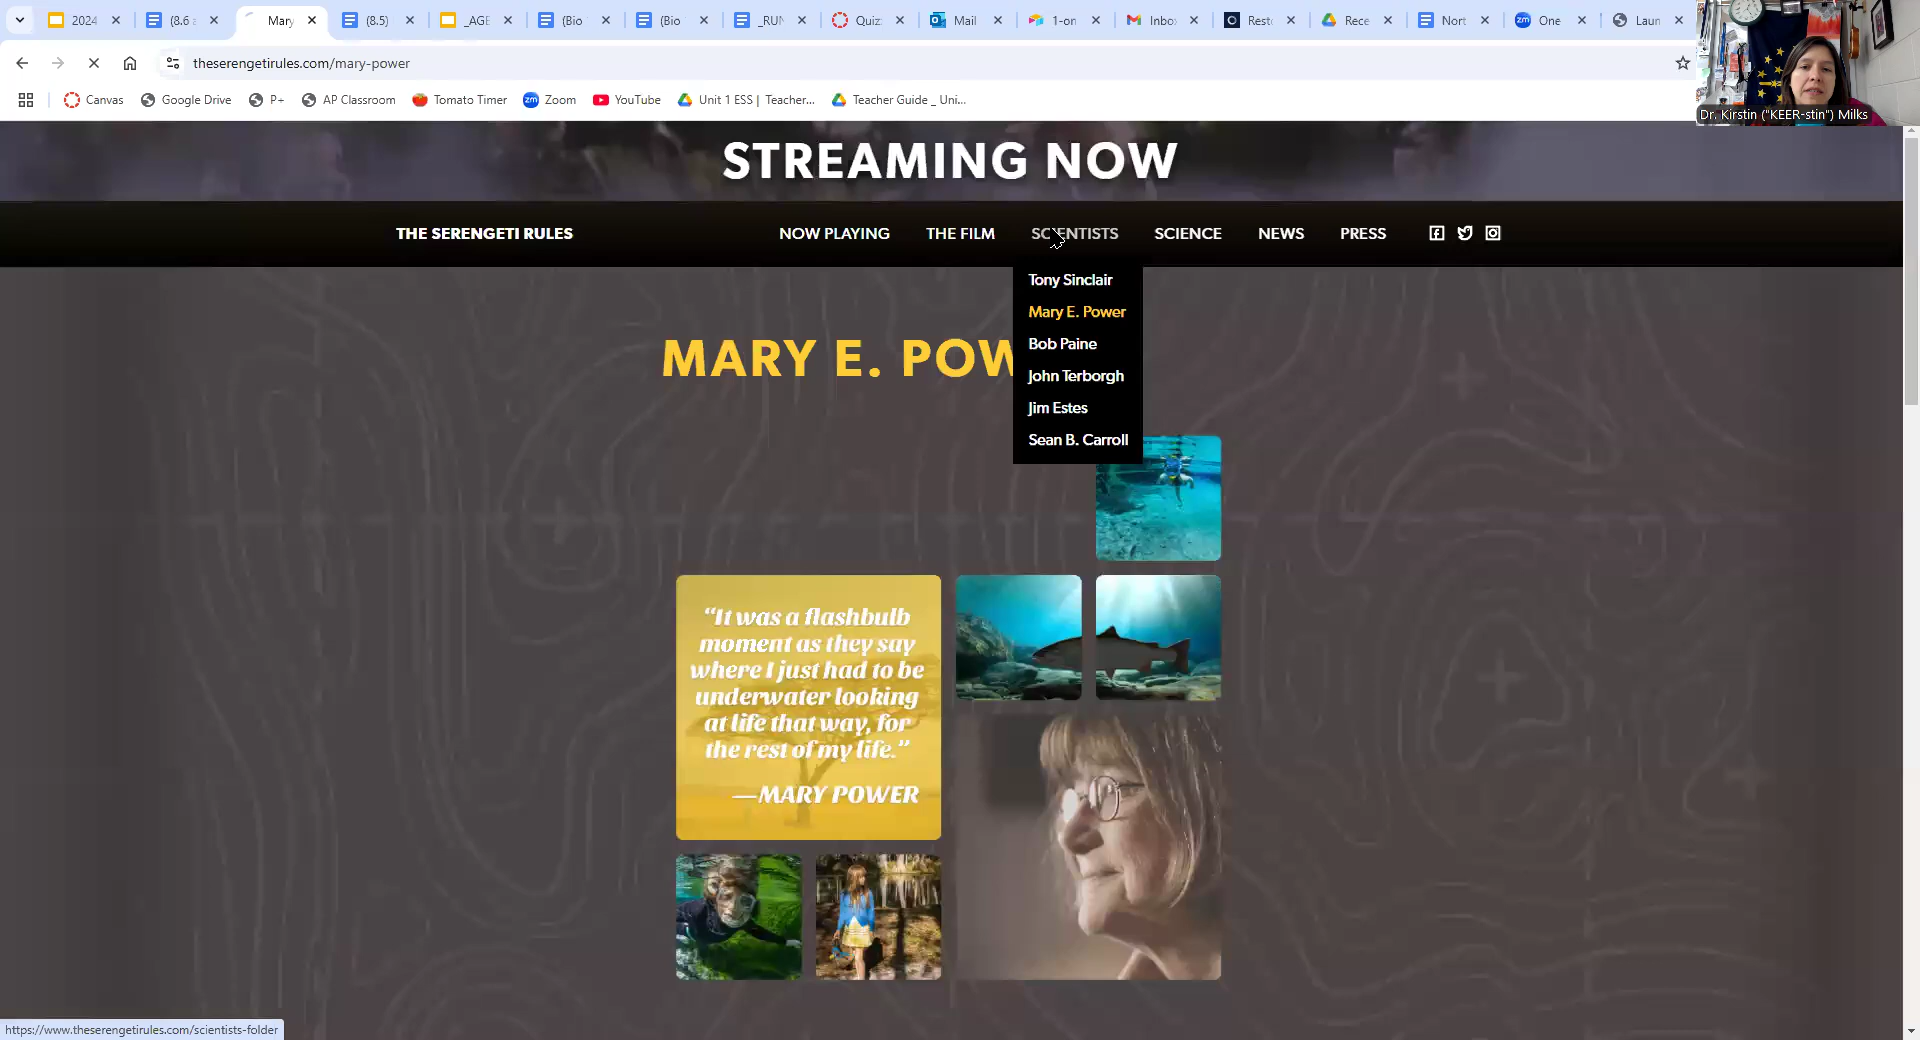 2024
(8.6
Mary
(8.5)
_AGE
(Bio
(Bio
_RUN
Quiz
Mail
1-on
Inbo
Rest
Rece
Nort
One
Laun
theserengetirules.com/mary-power
Canvas
Google Drive
P+
AP Classroom
Tomato Timer
Zoom
YouTube
Unit 1 ESS | Teacher...
Teacher Guide _ Uni...
Dr. Kirstin ("KEER-stin") Milks
STREAMING NOW
THE SERENGETI RULES
NOW PLAYING
THE FILM
SCIENTISTS
SCIENCE
NEWS
PRESS
Tony Sinclair
Mary E. Power
Bob Paine
John Terborgh
Jim Estes
Sean B. Carroll
MARY E. POW
“It was a flashbulb
moment as they say
where I just had to be
underwater looking
at life that way, for
the rest of my life.”
—MARY POWER
https://www.theserengetirules.com/scientists-folder